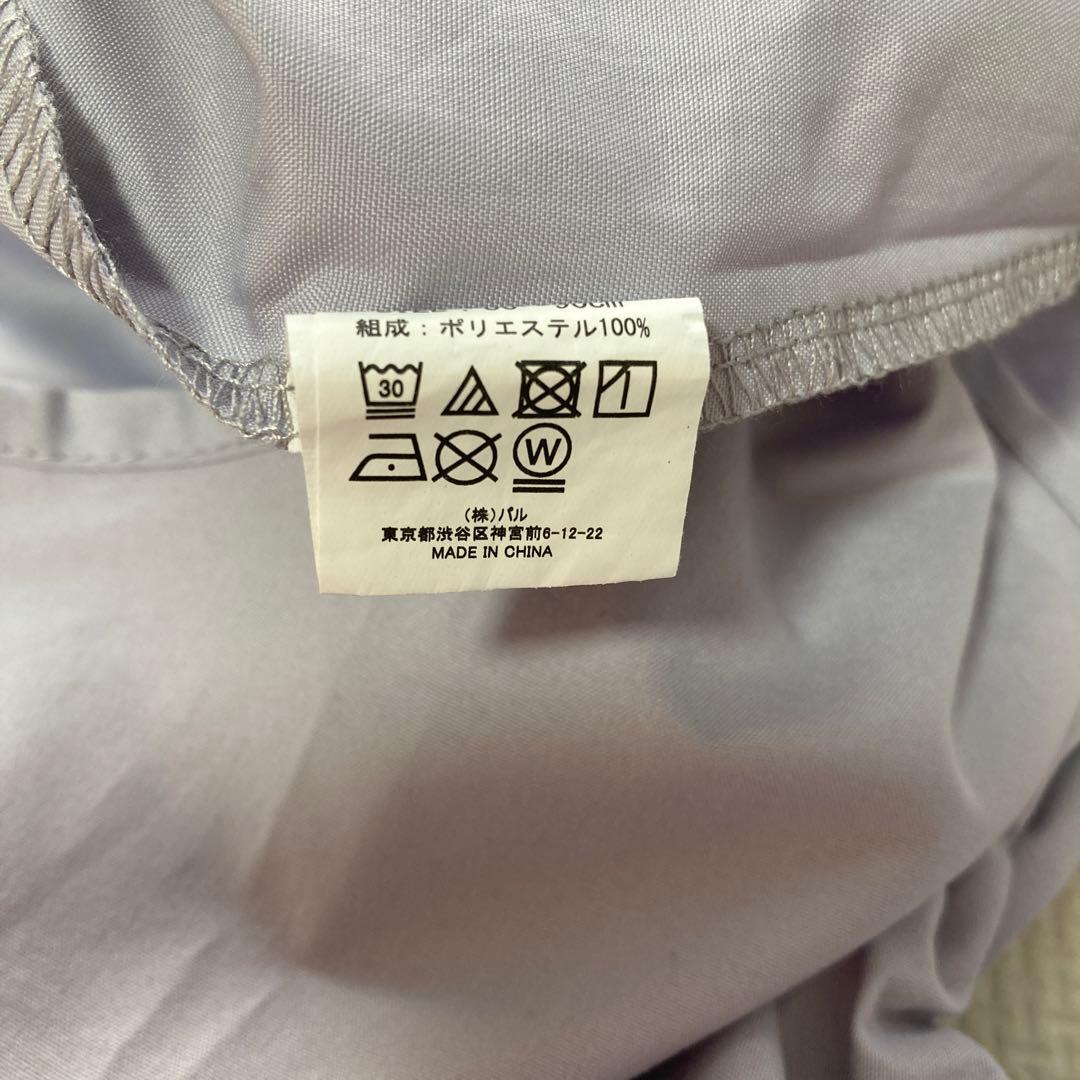 組成：ポリエステル100%
30
W
(株)パル
東京都渋谷区神宮前6-12-22
MADE IN CHINA